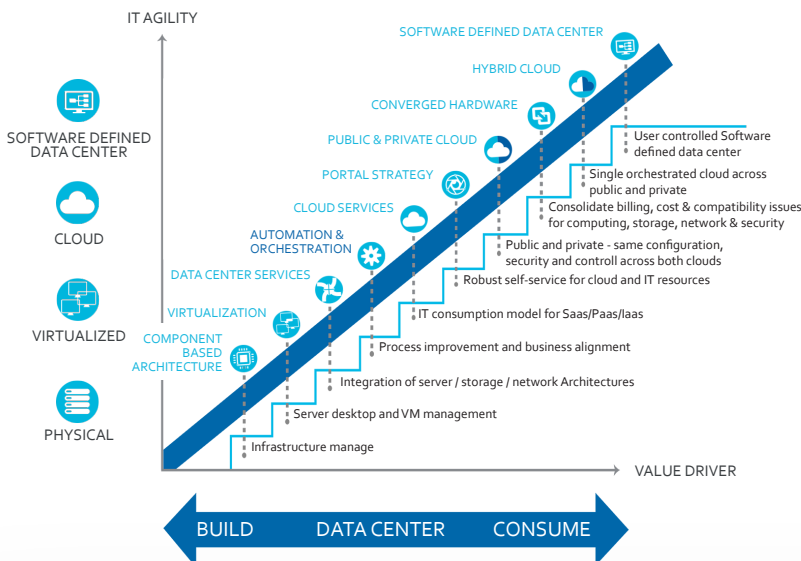 IT AGILITY
SOFTWARE DEFINED
DATA CENTER
CLOUD
VIRTUALIZED
PHYSICAL
SOFTWARE DEFINED DATA CENTER
HYBRID CLOUD
CONVERGED HARDWARE
PUBLIC & PRIVATE CLOUD
PORTAL STRATEGY
CLOUD SERVICES
AUTOMATION &
ORCHESTRATION
DATA CENTER SERVICES
VIRTUALIZATION
COMPONENT
BASED
ARCHITECTURE
User controlled Software
defined data center
Single orchestrated cloud across
public and private
Consolidate billing, cost & compatibility issues
for computing, storage, network & security
Public and private - same configuration,
security and controll across both clouds
Robust self-service for cloud and IT resources
IT consumption model for Saas/Paas/Iaas
Process improvement and business alignment
Integration of server / storage / network Architectures
Server desktop and VM management
Infrastructure manage
VALUE DRIVER
BUILD DATA CENTER CONSUME